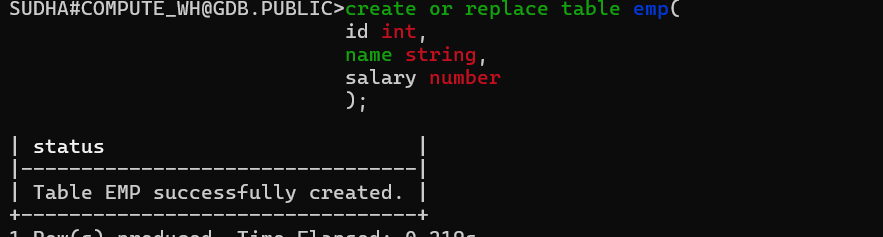 SUDHA#COMPUTE_WH@GDB.PUBLIC>create or replace table emp(
id int,
name string,
salary number
);
| status |
|---------------------------------|
| Table EMP successfully created. |
+---------------------------------+
1 Row(s) produced. Time Elapsed: 0.218s